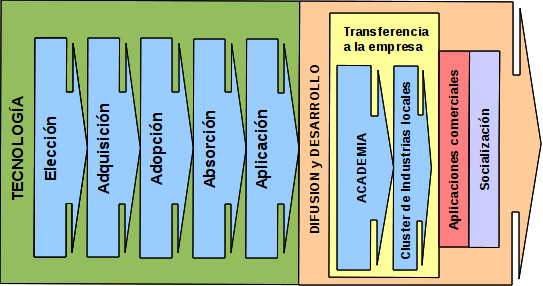 TECNOLOGÍA
Elección
Adquisición
Adopción
Absorción
Aplicación
DIFUSION y DESARROLLO
Transferencia
a la empresa
ACADEMIA
Cluster de Industrias locales
Aplicaciones comerciales
Socialización